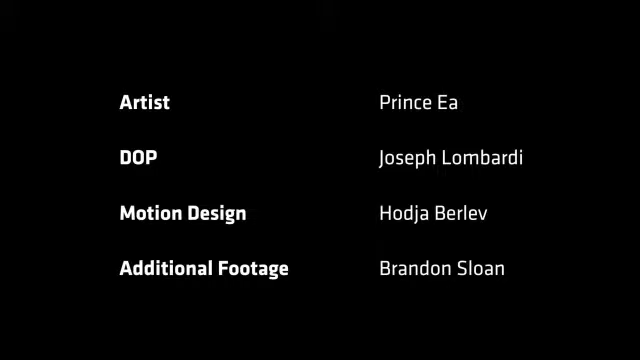 Artist Prince Ea
DOP Joseph Lombardi
Motion Design Hodja Berlev
Additional Footage Brandon Sloan